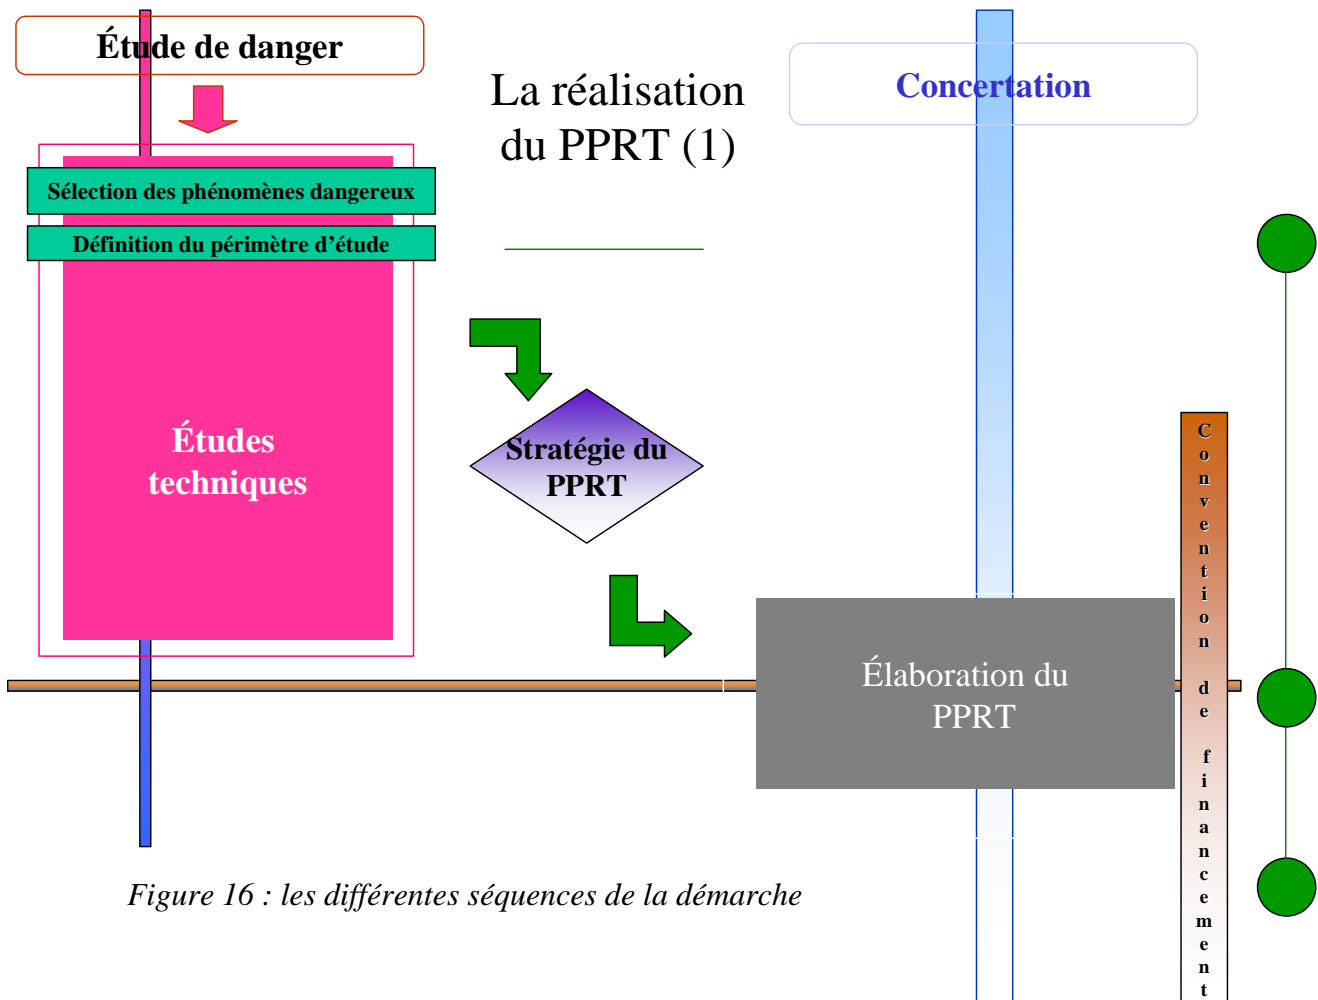 Étude de danger
La réalisation
du PPRT (1)
Concertation
Sélection des phénomènes dangereux
Définition du périmètre d’étude
Études
techniques
Stratégie du
PPRT
Élaboration du
PPRT
Convention de financement
Figure 16 : les différentes séquences de la démarche